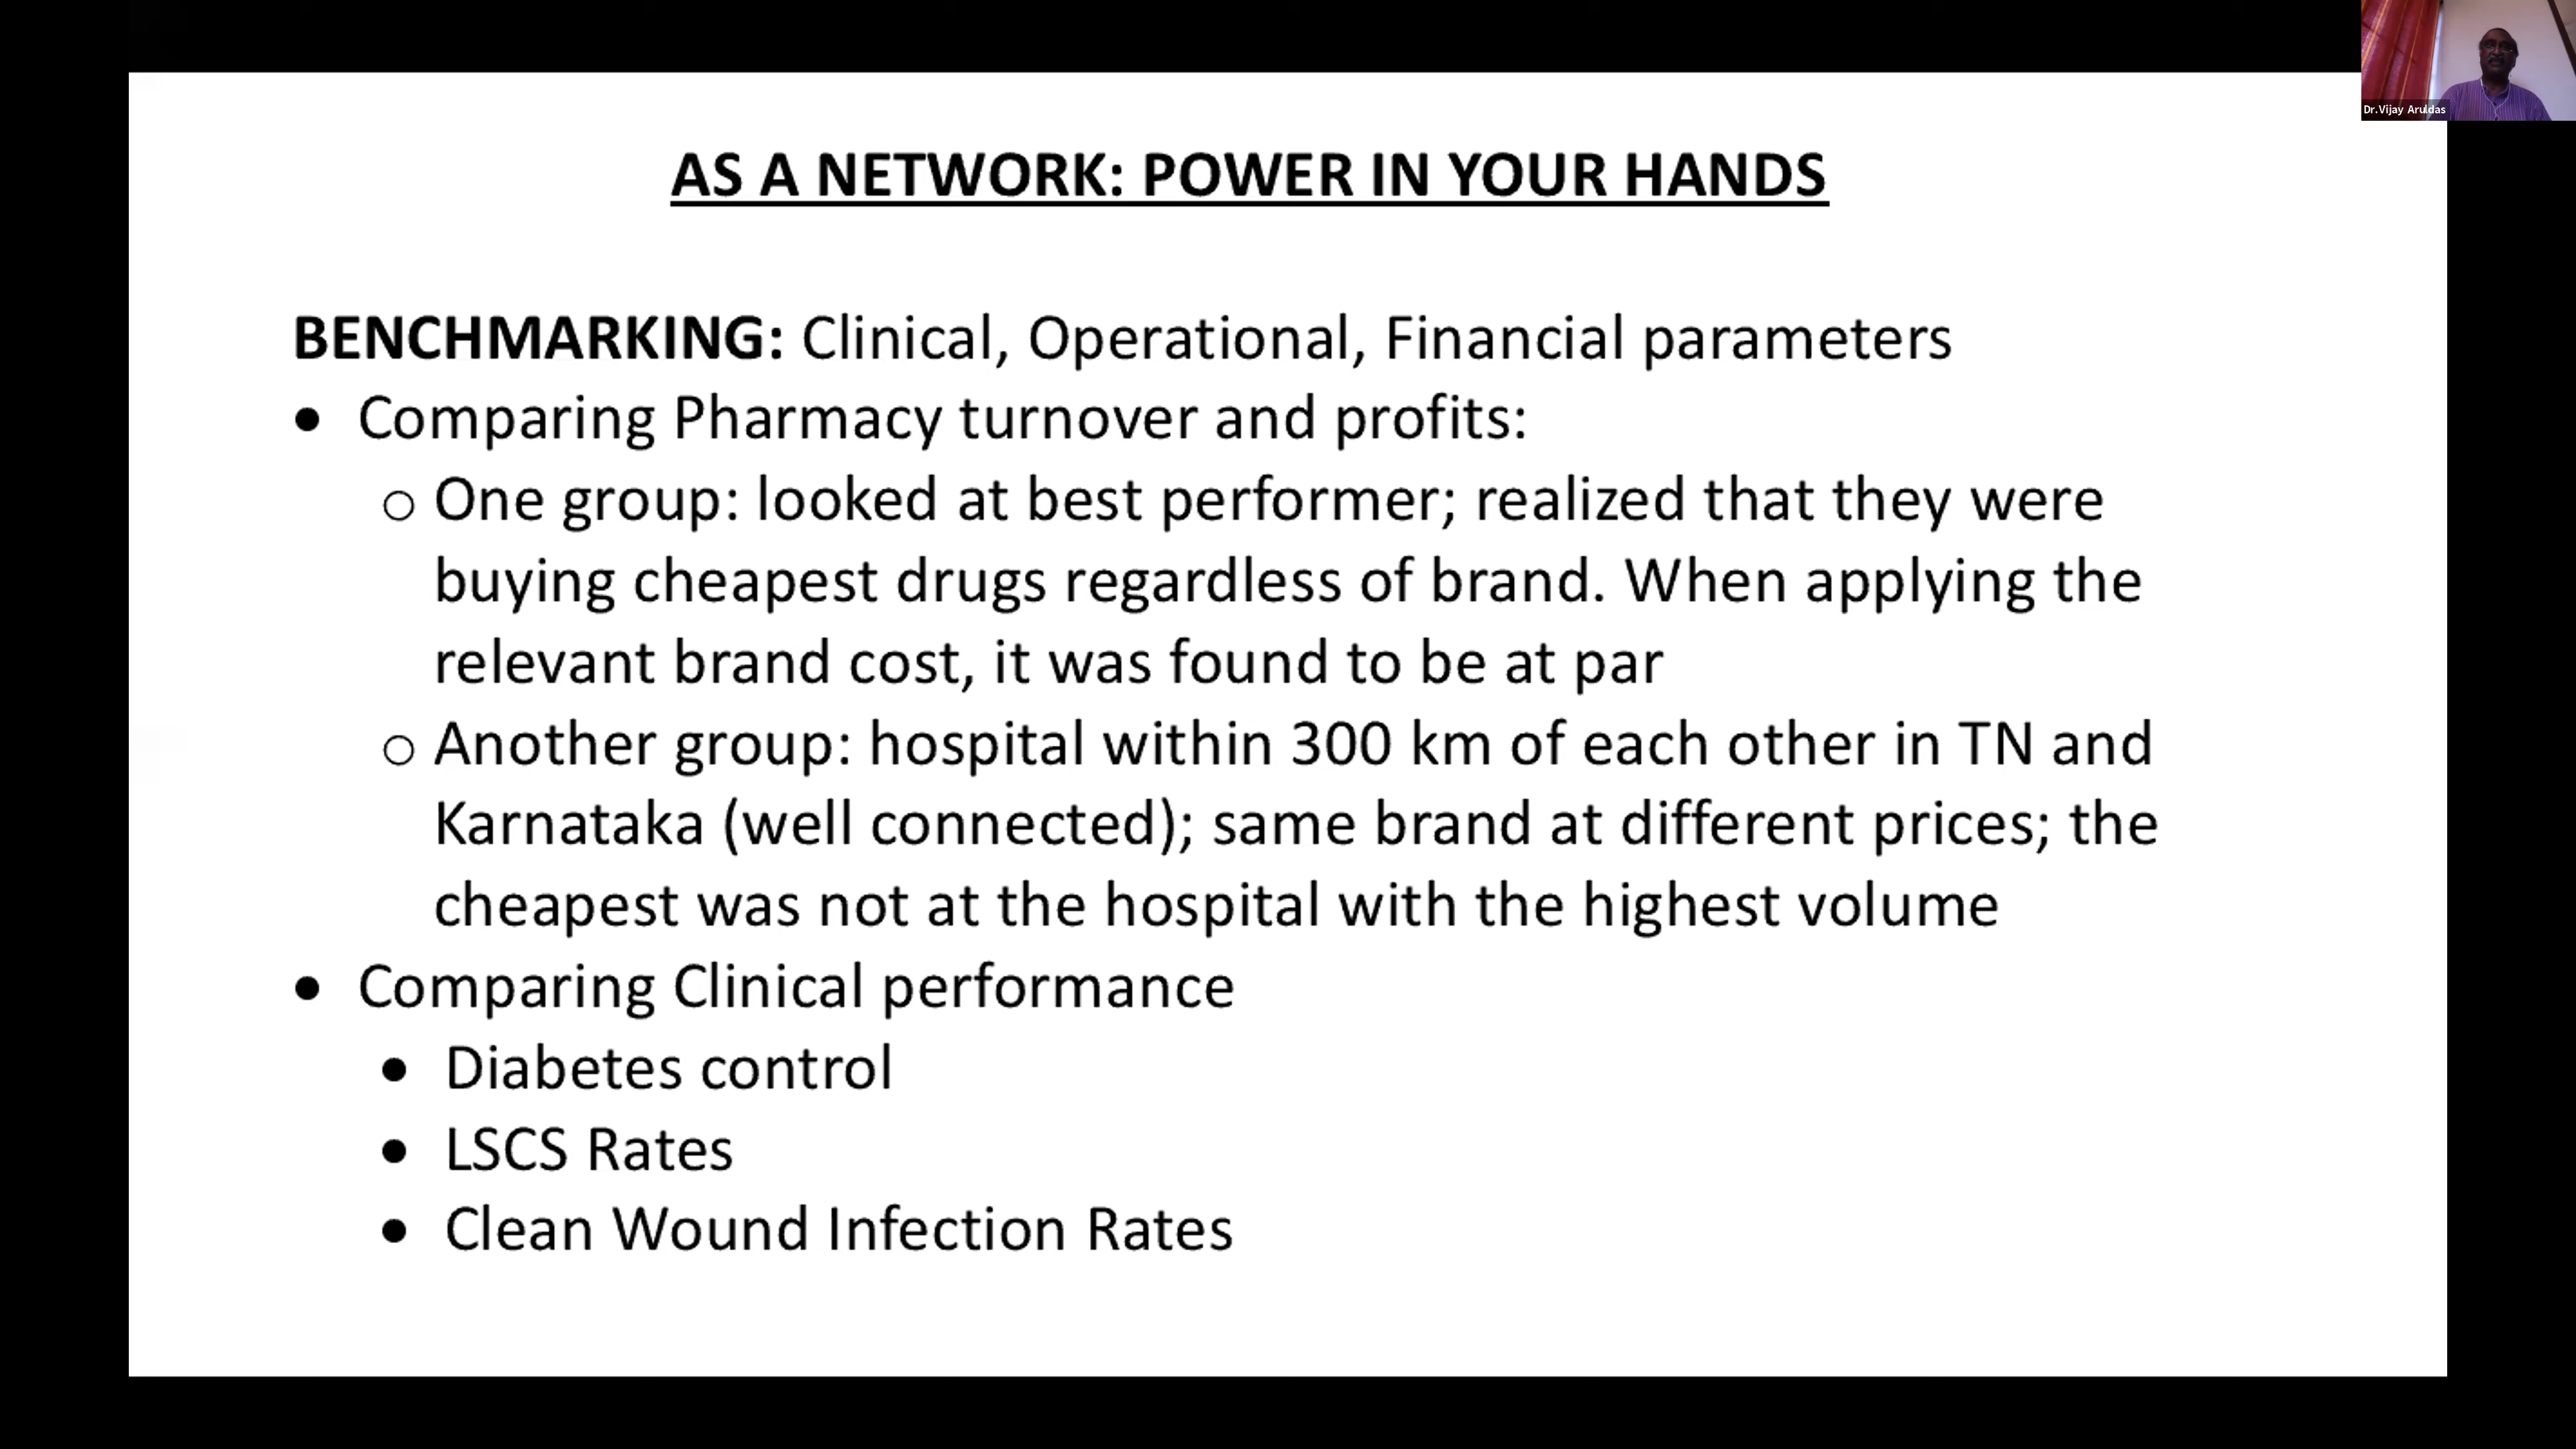 Dr.Vijay Aruldas
AS A NETWORK: POWER IN YOUR HANDS
BENCHMARKING: Clinical, Operational, Financial parameters
• Comparing Pharmacy turnover and profits:
o One group: looked at best performer; realized that they were
buying cheapest drugs regardless of brand. When applying the
relevant brand cost, it was found to be at par
o Another group: hospital within 300 km of each other in TN and
Karnataka (well connected); same brand at different prices; the
cheapest was not at the hospital with the highest volume
• Comparing Clinical performance
• Diabetes control
• LSCS Rates
• Clean Wound Infection Rates